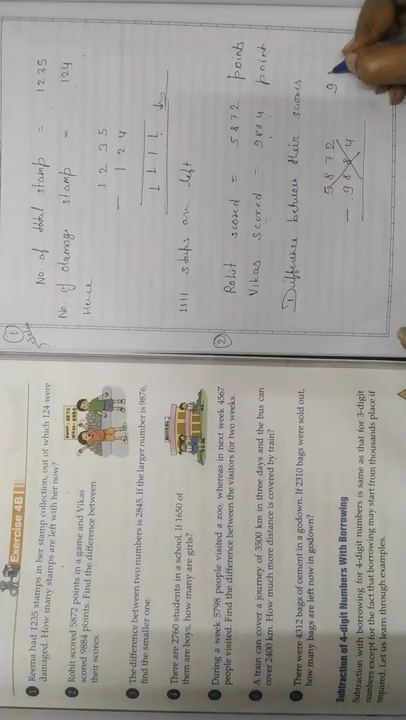 Exercise 4B
1 Reema had 1235 stamps in her stamp collection, out of which 124 were
damaged. How many stamps are left with her now?
2 Rohit scored 5872 points in a game and Vikas
scored 9884 points. Find the difference between
their scores.
3 The difference between two numbers is 2845. If the larger number is 9876,
find the smaller one.
4 There are 2760 students in a school. If 1650 of
them are boys, how many are girls?
5 During a week 5798 people visited a zoo, whereas in next week 4567
people visited. Find the difference between the visitors for two weeks.
6 A train can cover a journey of 3500 km in three days and the bus can
cover 2400 km. How much more distance is covered by train?
7 There were 4312 bags of cement in a godown. If 2310 bags were sold out,
how many bags are left now in godown?
Subtraction of 4-digit Numbers With Borrowing
Subtraction with borrowing for 4-digit numbers is same as that for 3-digit
numbers except for the fact that borrowing may start from thousands place if
required. Let us learn through examples.
(1)
No of total stamp = 1235
No. of damage stamp = 124
Hence
1 2 3 5
- 1 2 4
1 1 1 1
1111 stamps are left
(2) Rohit scored = 5872 points
Vikas scored = 9884 point
Difference between their scores
5872
- 9884
9